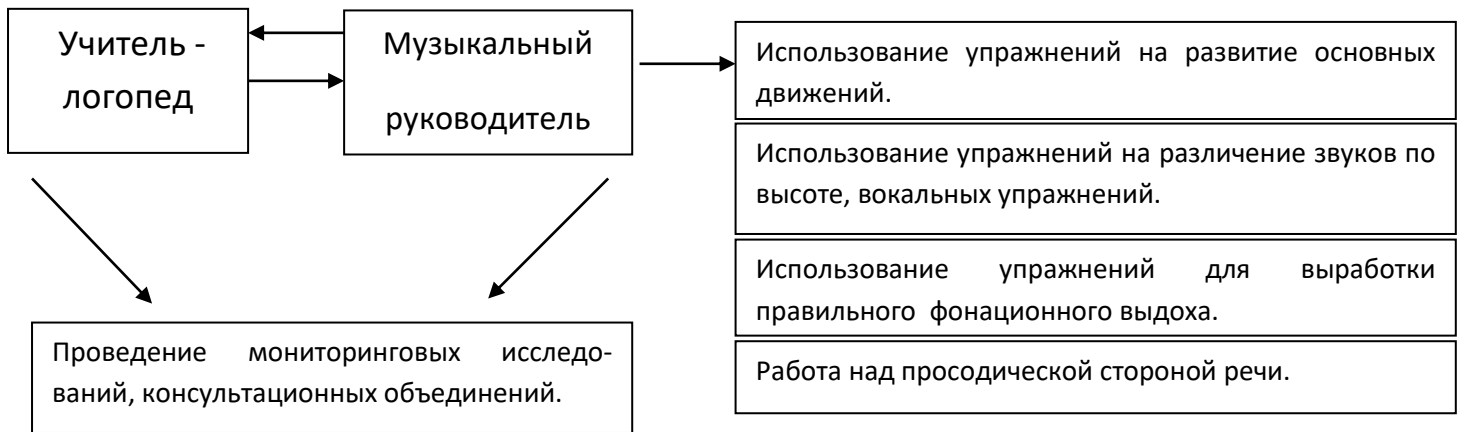 Учитель -
логопед
Музыкальный
руководитель
Использование упражнений на развитие основных
движений.
Использование упражнений на различение звуков по
высоте, вокальных упражнений.
Использование упражнений для выработки
правильного фонационного выдоха.
Работа над просодической стороной речи.
Проведение мониторинговых исследо-
ваний, консультационных объединений.